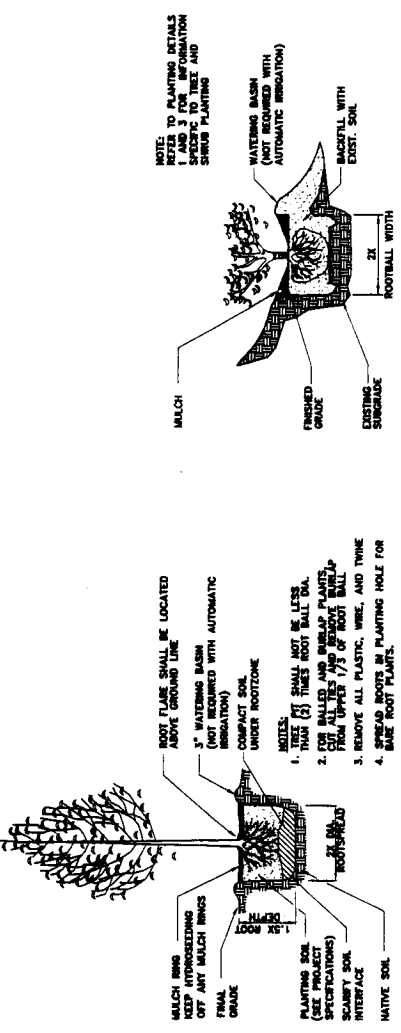 MULCH RING
KEEP HYDROSEEDING
OFF ANY MULCH RINGS
FINAL
GRADE
1.5X ROOT
DEPTH
PLANTING SOIL
(SEE PROJECT
SPECIFICATIONS)
SCARIFY SOIL
INTERFACE
NATIVE SOIL
2X DIA.
ROOTSPREAD
ROOT FLARE SHALL BE LOCATED
ABOVE GROUND LINE
3" WATERING BASIN
(NOT REQUIRED WITH AUTOMATIC
IRRIGATION)
COMPACT SOIL
UNDER ROOTZONE
NOTES:
1. TREE PIT SHALL NOT BE LESS
THAN (2) TIMES ROOT BALL DIA.
2. FOR BALLED AND BURLAP PLANTS,
CUT ALL TIES AND REMOVE BURLAP
FROM UPPER 1/3 OF ROOT BALL
3. REMOVE ALL PLASTIC, WIRE, AND TWINE
4. SPREAD ROOTS IN PLANTING HOLE FOR
BARE ROOT PLANTS.
MULCH
FINISHED
GRADE
EXISTING
SUBGRADE
2X
ROOTBALL WIDTH
NOTE:
REFER TO PLANTING DETAILS
1 AND 3 FOR INFORMATION
SPECIFIC TO TREE AND
SHRUB PLANTING
WATERING BASIN
(NOT REQUIRED WITH
AUTOMATIC IRRIGATION)
BACKFILL WITH
EXIST. SOIL